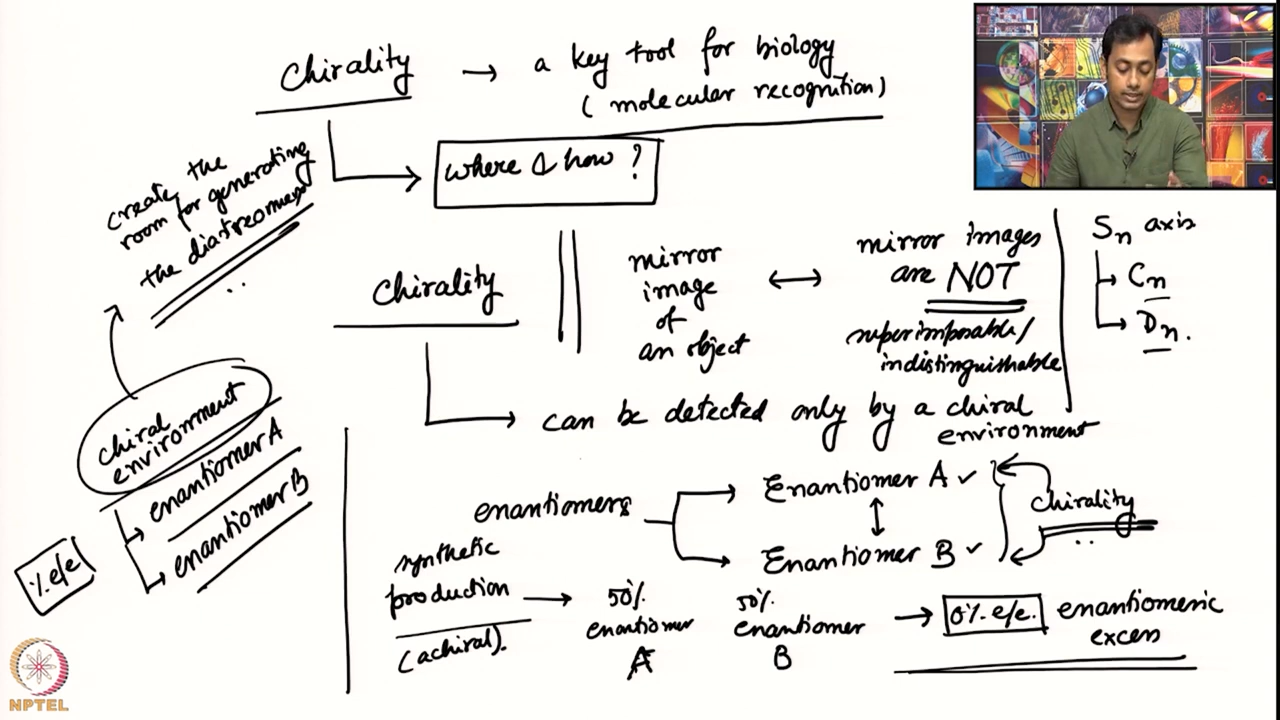 Chirality → a key tool for biology
(molecular recognition)
where & how ?
create the
room for generating
the diastreomers
Chirality
mirror
image
of
an object
↔
mirror images
are NOT
superimposable/
indistinguishable
Sn axis
→ Cn
→ Dn.
→ can be detected only by a chiral
environment
chiral
environment
→ enantiomer A
→ enantiomer B
%e/e
enantiomers
→ Enantiomer A ✓
↕
→ Enantiomer B ✓
chirality
synthetic
production
(achiral).
→ 50%
enantiomer
A
50%
enantiomer
B
→ 0% e/e. enantiomeric
excess
NPTEL